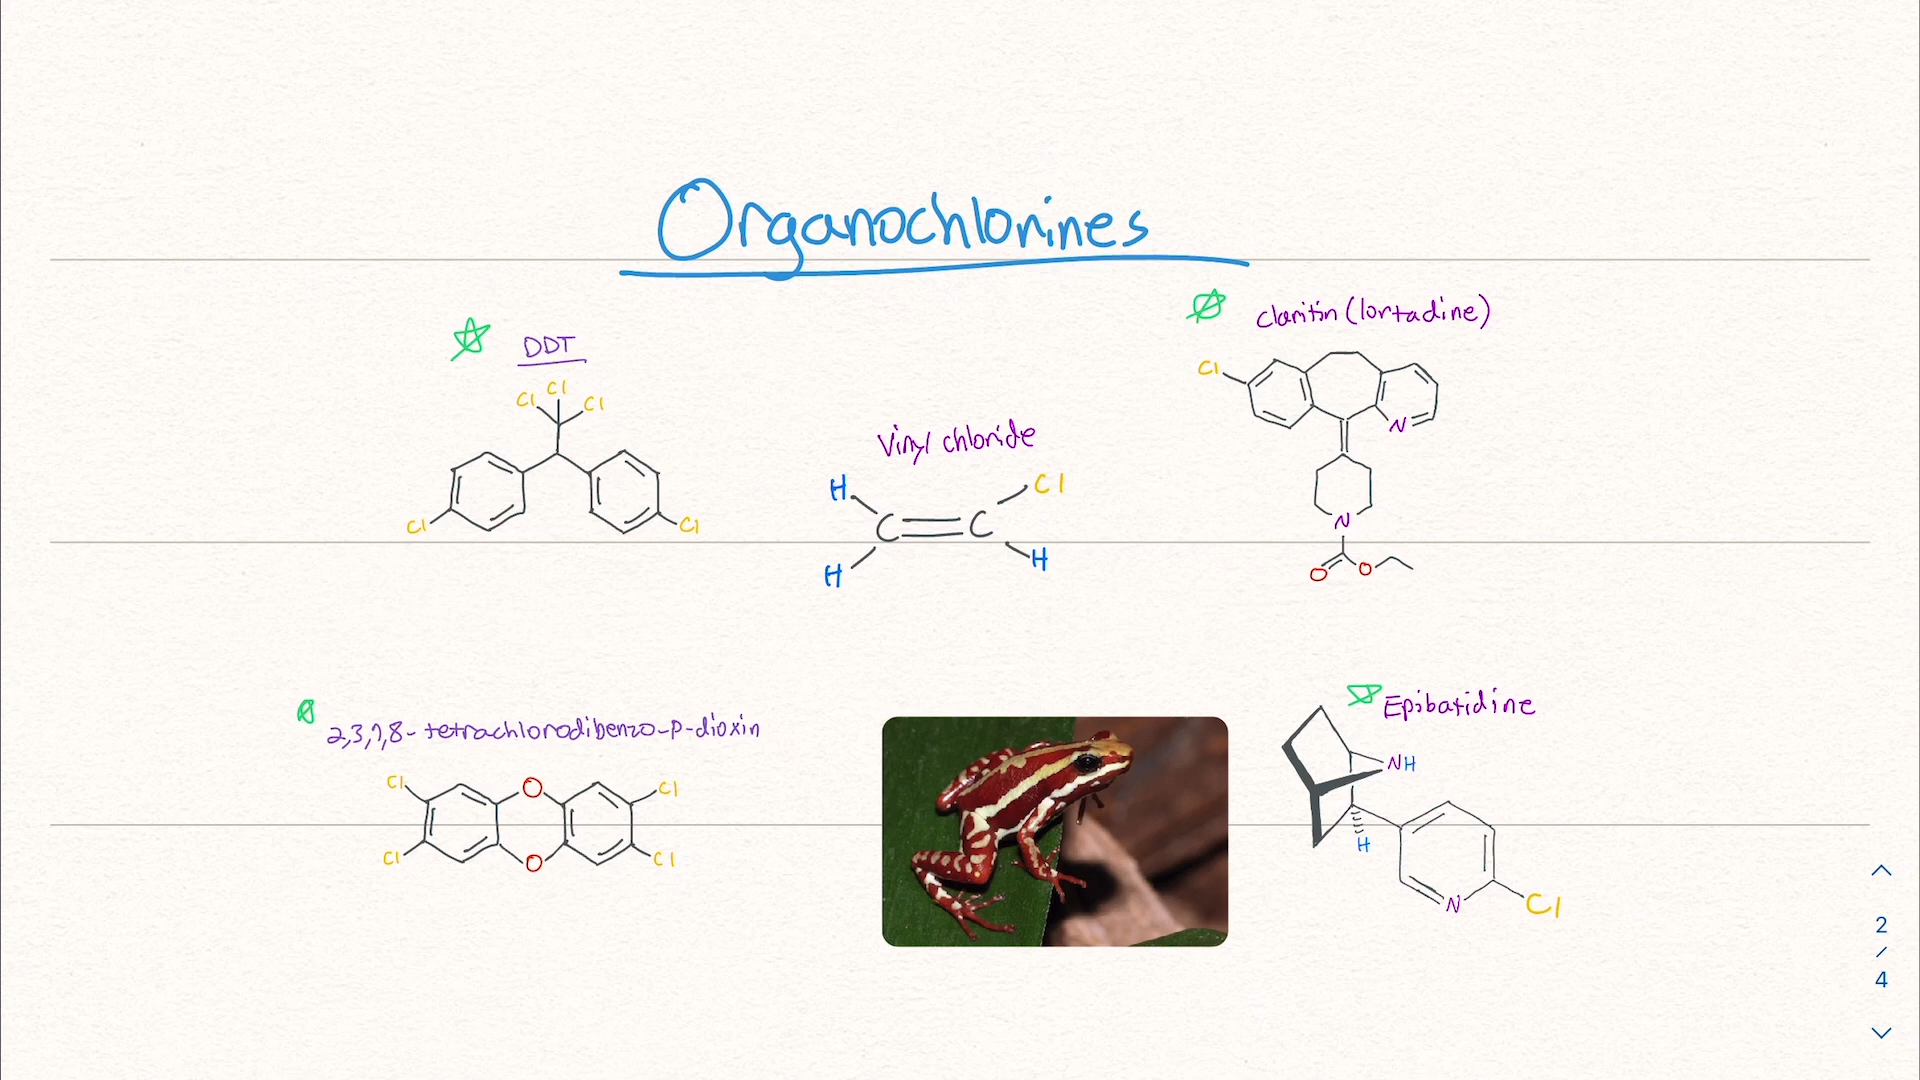 Organochlorines
DDT
Cl
Cl
Cl
Cl
Cl
Vinyl chloride
H
Cl
C
C
H
H
claritin (lortadine)
Cl
N
N
O
O
2,3,7,8-tetrachlorodibenzo-p-dioxin
Cl
O
Cl
Cl
O
Cl
Epibatidine
NH
H
N
Cl
2
/
4